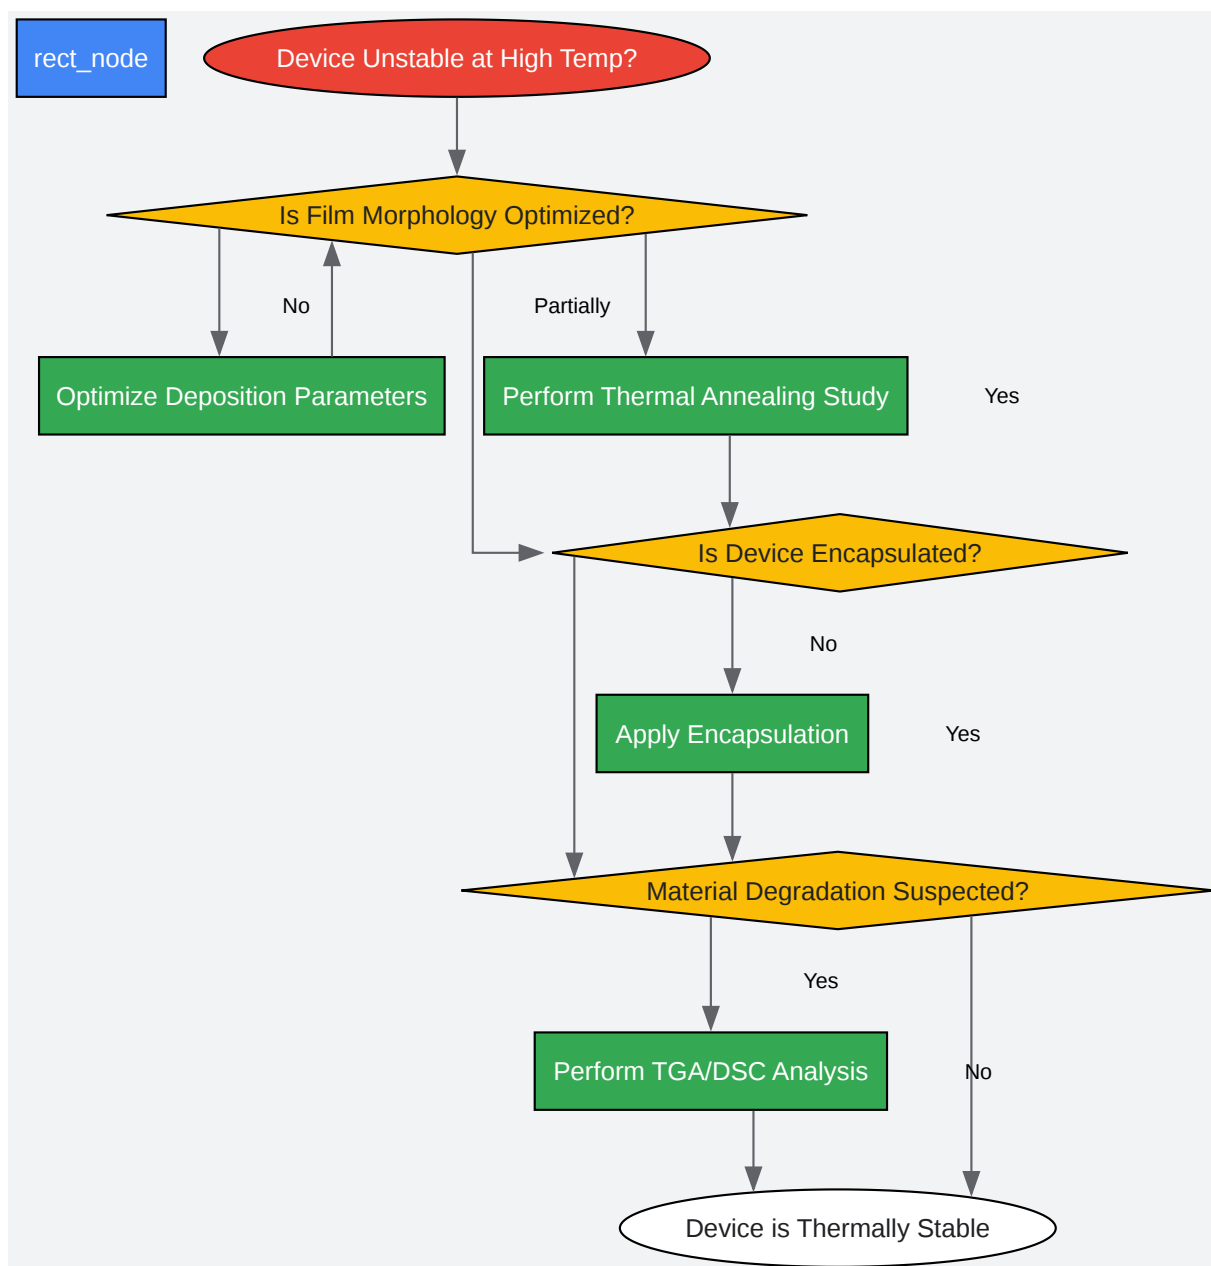 rect_node
Device Unstable at High Temp?
Is Film Morphology Optimized?
No
Partially
Optimize Deposition Parameters
Perform Thermal Annealing Study
Yes
Is Device Encapsulated?
No
Apply Encapsulation
Yes
Material Degradation Suspected?
Yes
Perform TGA/DSC Analysis
No
Device is Thermally Stable